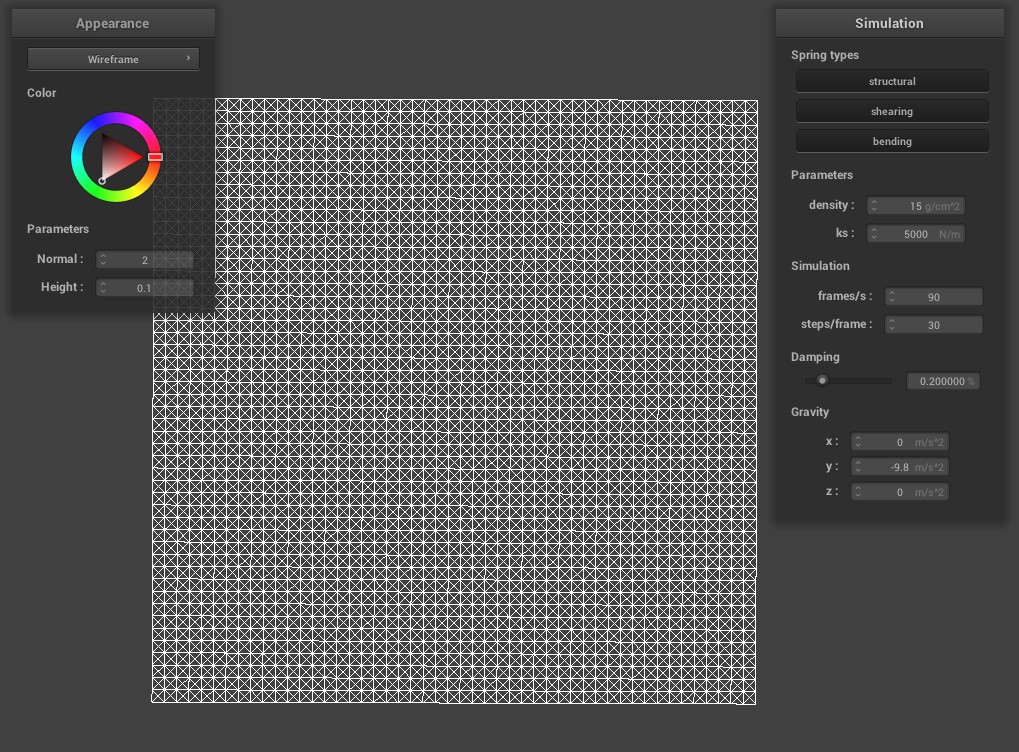 Appearance
Wireframe
Color
Parameters
Normal : 2
Height : 0.1
Simulation
Spring types
structural
shearing
bending
Parameters
density : 15 g/cm^2
ks : 5000 N/m
Simulation
frames/s : 90
steps/frame : 30
Damping
0.200000 %
Gravity
x : 0 m/s^2
y : -9.8 m/s^2
z : 0 m/s^2